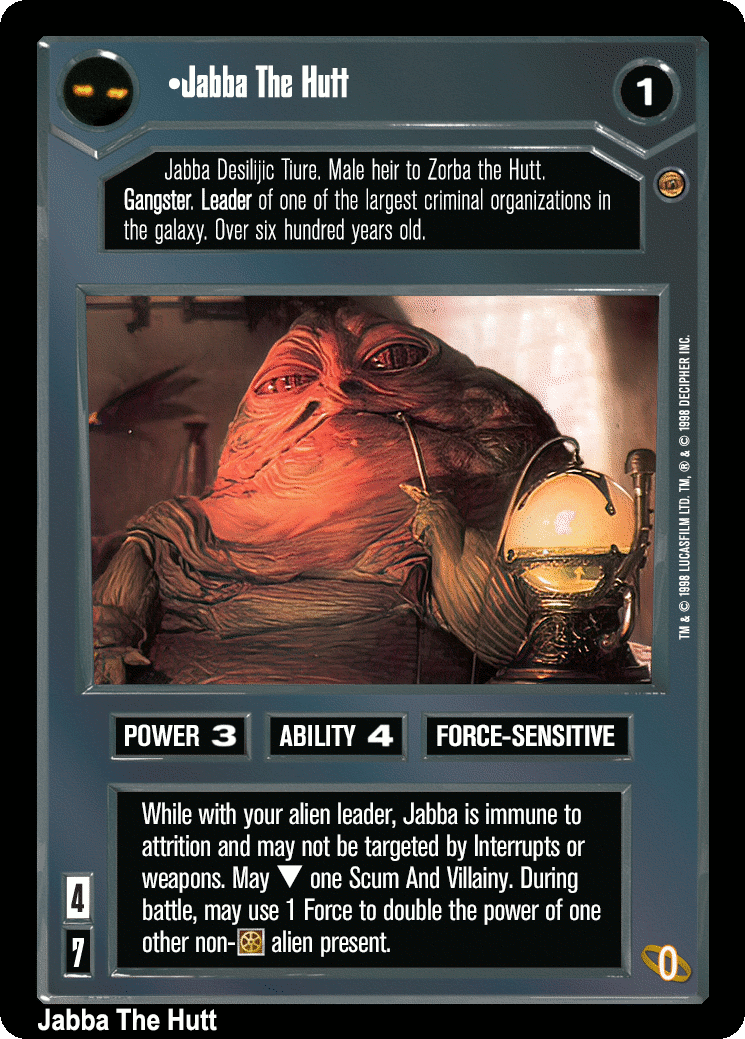 •Jabba The Hutt
1
Jabba Desilijic Tiure. Male heir to Zorba the Hutt.
Gangster. Leader of one of the largest criminal organizations in
the galaxy. Over six hundred years old.
TM & © 1998 LUCASFILM LTD. TM, ® & © 1998 DECIPHER INC.
POWER 3
ABILITY 4
FORCE-SENSITIVE
While with your alien leader, Jabba is immune to
attrition and may not be targeted by Interrupts or
weapons. May ▼ one Scum And Villainy. During
battle, may use 1 Force to double the power of one
other non- alien present.
4
7
0
Jabba The Hutt